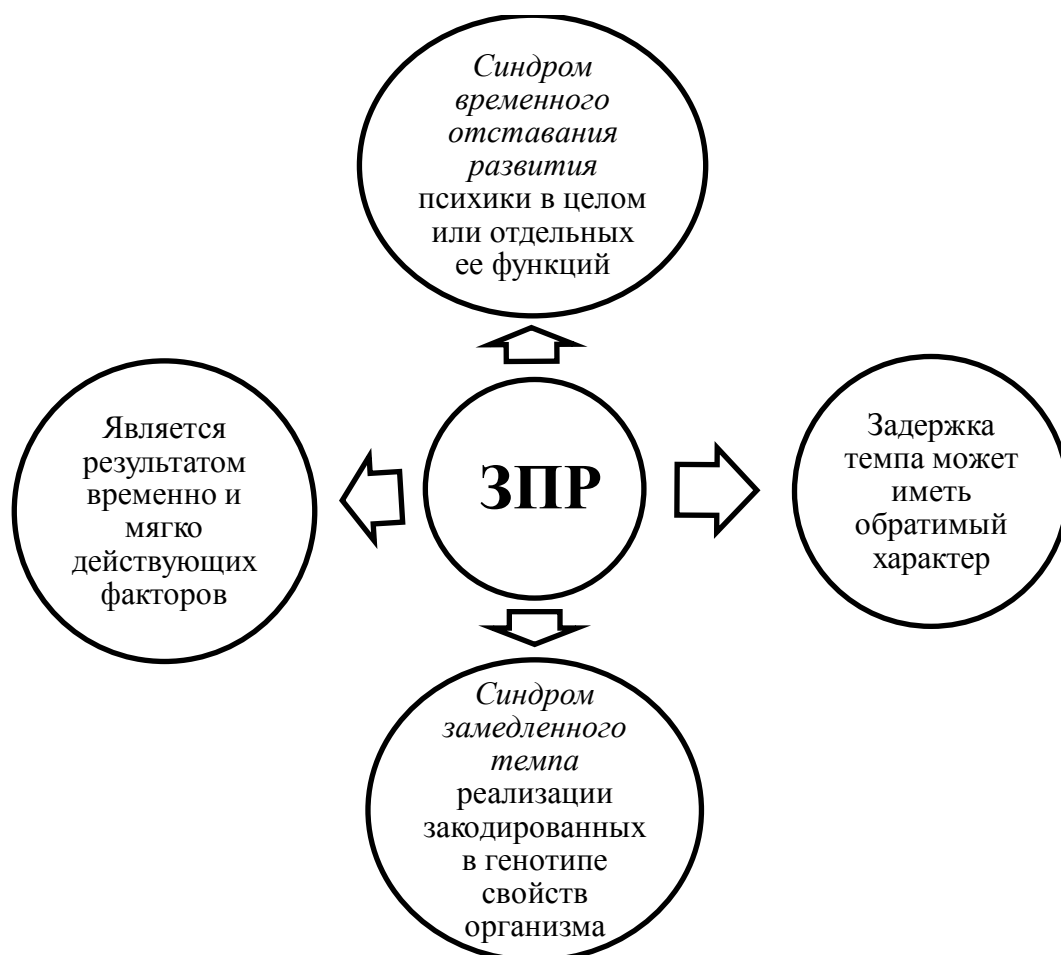 Синдром
временного
отставания
развития
психики в целом
или отдельных
ее функций
Является
результатом
временно и
мягко
действующих
факторов
ЗПР
Задержка
темпа может
иметь
обратимый
характер
Синдром
замедленного
темпа
реализации
закодированных
в генотипе
свойств
организма